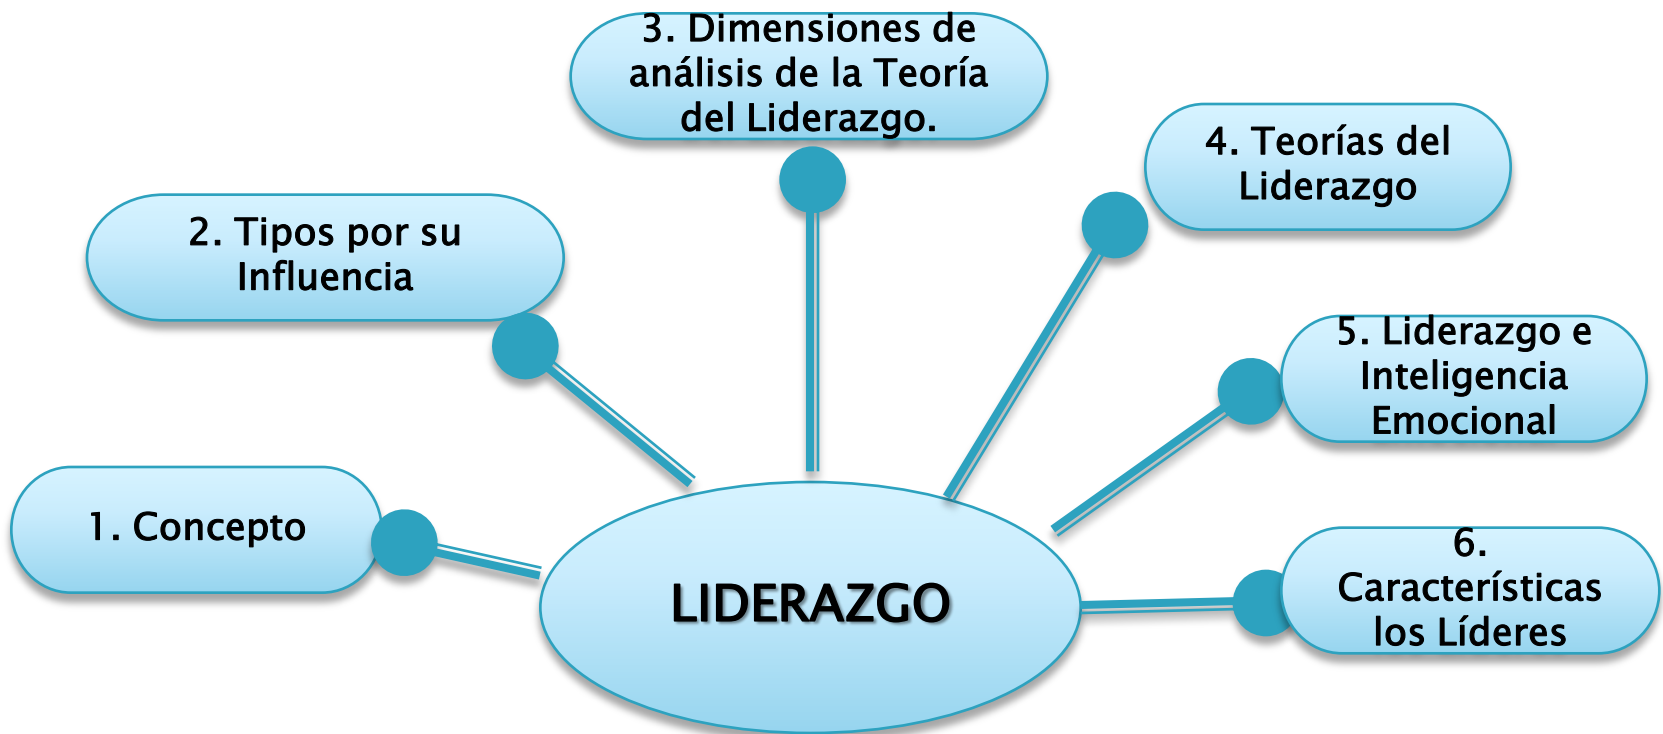 1. Concepto
2. Tipos por su
Influencia
3. Dimensiones de
análisis de la Teoría
del Liderazgo.
4. Teorías del
Liderazgo
5. Liderazgo e
Inteligencia
Emocional
6.
Características
los Líderes
LIDERAZGO